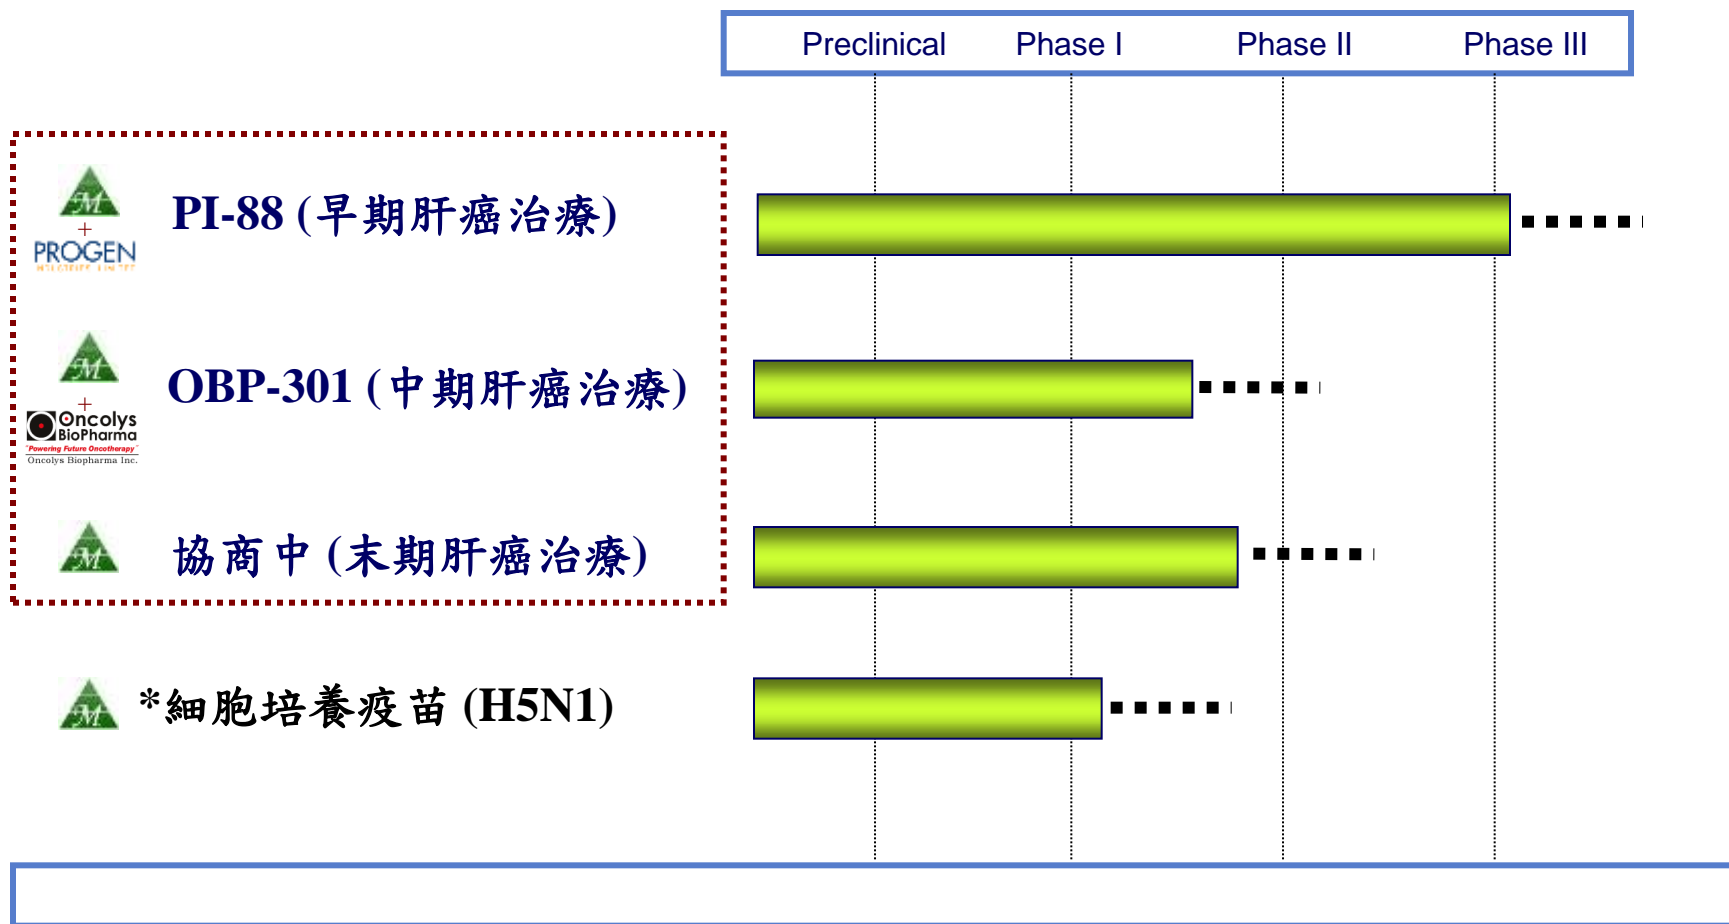 Preclinical Phase I Phase II Phase III
M
+
PROGEN
INDUSTRIES LIMITED
PI-88 (早期肝癌治療)
M
+
Oncolys
BioPharma
"Powering Future Oncotherapy"
Oncolys Biopharma Inc.
OBP-301 (中期肝癌治療)
M
協商中 (末期肝癌治療)
M
*細胞培養疫苗 (H5N1)